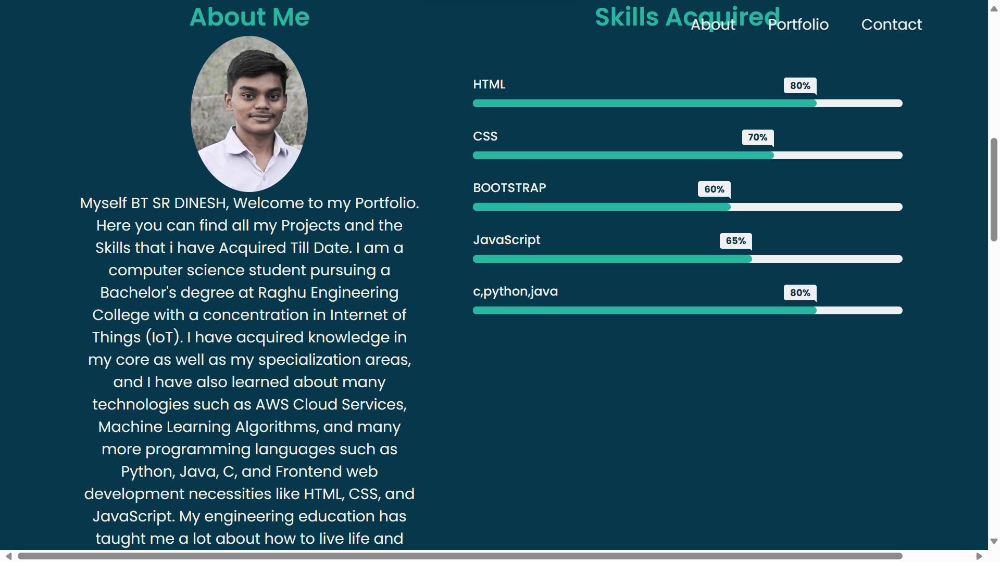 About Me
Myself BT SR DINESH, Welcome to my Portfolio.
Here you can find all my Projects and the
Skills that i have Acquired Till Date. I am a
computer science student pursuing a
Bachelor's degree at Raghu Engineering
College with a concentration in Internet of
Things (IoT). I have acquired knowledge in
my core as well as my specialization areas,
and I have also learned about many
technologies such as AWS Cloud Services,
Machine Learning Algorithms, and many
more programming languages such as
Python, Java, C, and Frontend web
development necessities like HTML, CSS, and
JavaScript. My engineering education has
taught me a lot about how to live life and
Skills Acquired
About Portfolio Contact
HTML 80%
CSS 70%
BOOTSTRAP 60%
JavaScript 65%
c,python,java 80%